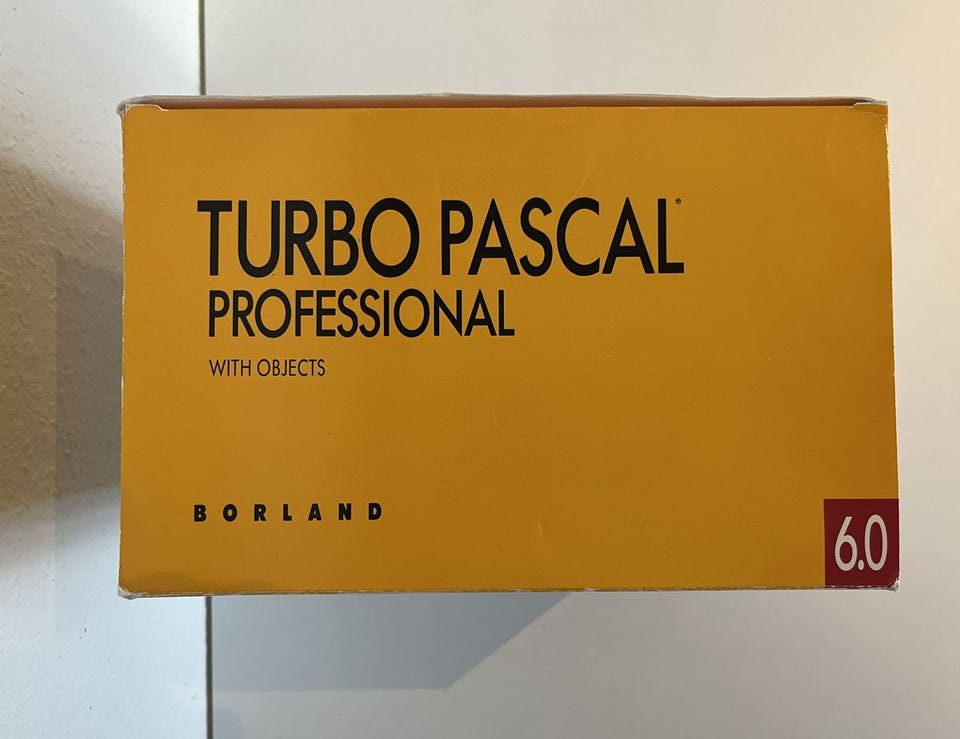 TURBO PASCAL®
PROFESSIONAL
WITH OBJECTS
BORLAND
6.0